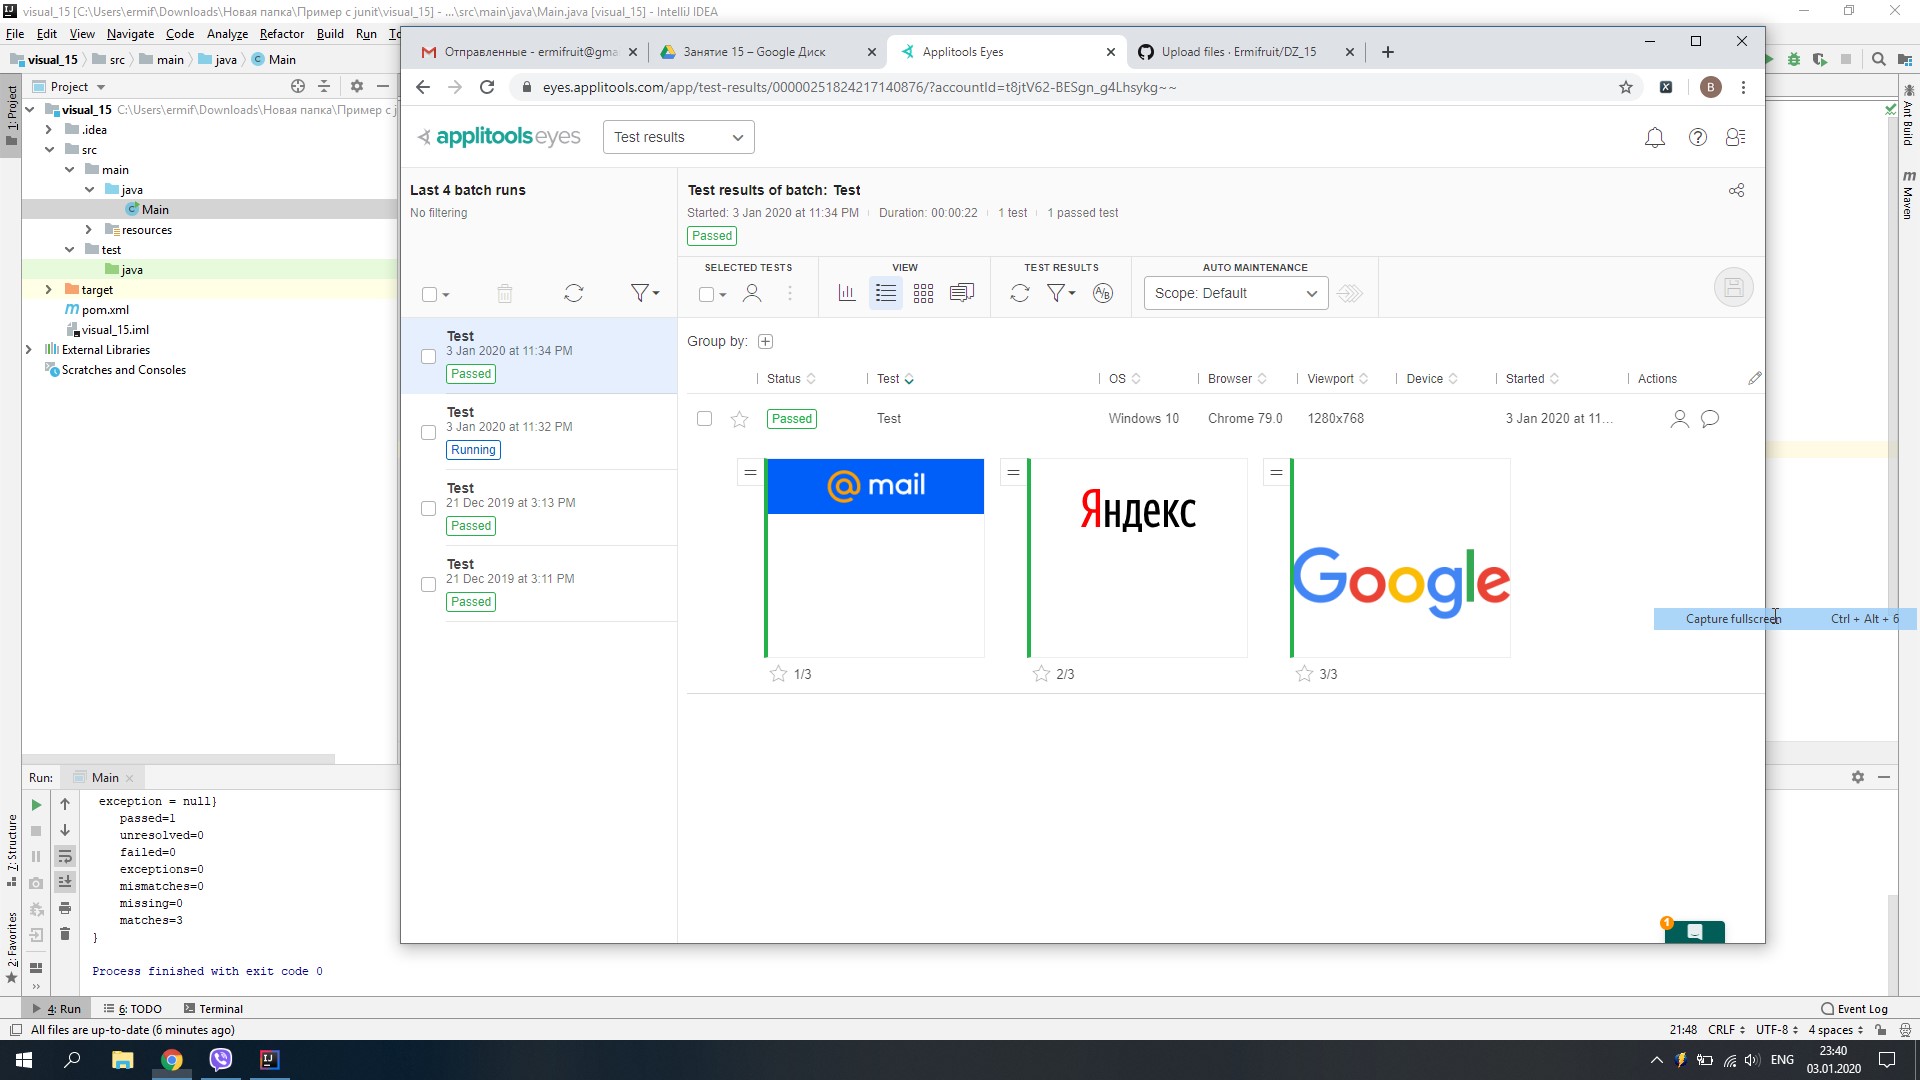 visual_15 [C:\Users\ermif\Downloads\Новая папка\Пример с junit\visual_15] - ...\src\main\java\Main.java [visual_15] - IntelliJ IDEA
File Edit View Navigate Code Analyze Refactor Build Run To
visual_15 src main java Main
1: Project
Project
visual_15 C:\Users\ermif\Downloads\Новая папка\Пример с j
.idea
src
main
java
Main
resources
test
java
target
pom.xml
visual_15.iml
External Libraries
Scratches and Consoles
Отправленные - ermifruit@gma
Занятие 15 – Google Диск
Applitools Eyes
Upload files · Ermifruit/DZ_15
eyes.applitools.com/app/test-results/00000251824217140876/?accountId=t8jtV62-BESgn_g4Lhsykg~~
B
applitools eyes
Test results
Last 4 batch runs
No filtering
Test results of batch: Test
Started: 3 Jan 2020 at 11:34 PM Duration: 00:00:22 1 test 1 passed test
Passed
SELECTED TESTS
VIEW
TEST RESULTS
AUTO MAINTENANCE
A/B
Scope: Default
Test
3 Jan 2020 at 11:34 PM
Passed
Test
3 Jan 2020 at 11:32 PM
Running
Test
21 Dec 2019 at 3:13 PM
Passed
Test
21 Dec 2019 at 3:11 PM
Passed
Group by:
Status Test OS Browser Viewport Device Started Actions
Passed Test Windows 10 Chrome 79.0 1280x768 3 Jan 2020 at 11...
@ mail
Яндекс
Google
1/3
2/3
3/3
Capture fullscreen Ctrl + Alt + 6
1
Ant Build
m Maven
Run: Main
exception = null}
passed=1
unresolved=0
failed=0
exceptions=0
mismatches=0
missing=0
matches=3
}
Process finished with exit code 0
7: Structure
2: Favorites
4: Run 6: TODO Terminal
Event Log
All files are up-to-date (6 minutes ago)
21:48 CRLF UTF-8 4 spaces
ENG
23:40
03.01.2020